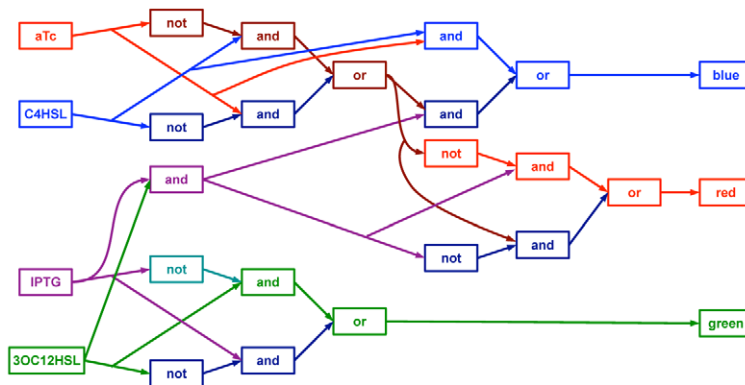 aTc
not
and
and
or
or
blue
C4HSL
not
and
and
and
not
and
or
red
not
and
IPTG
not
and
or
green
3OC12HSL
not
and